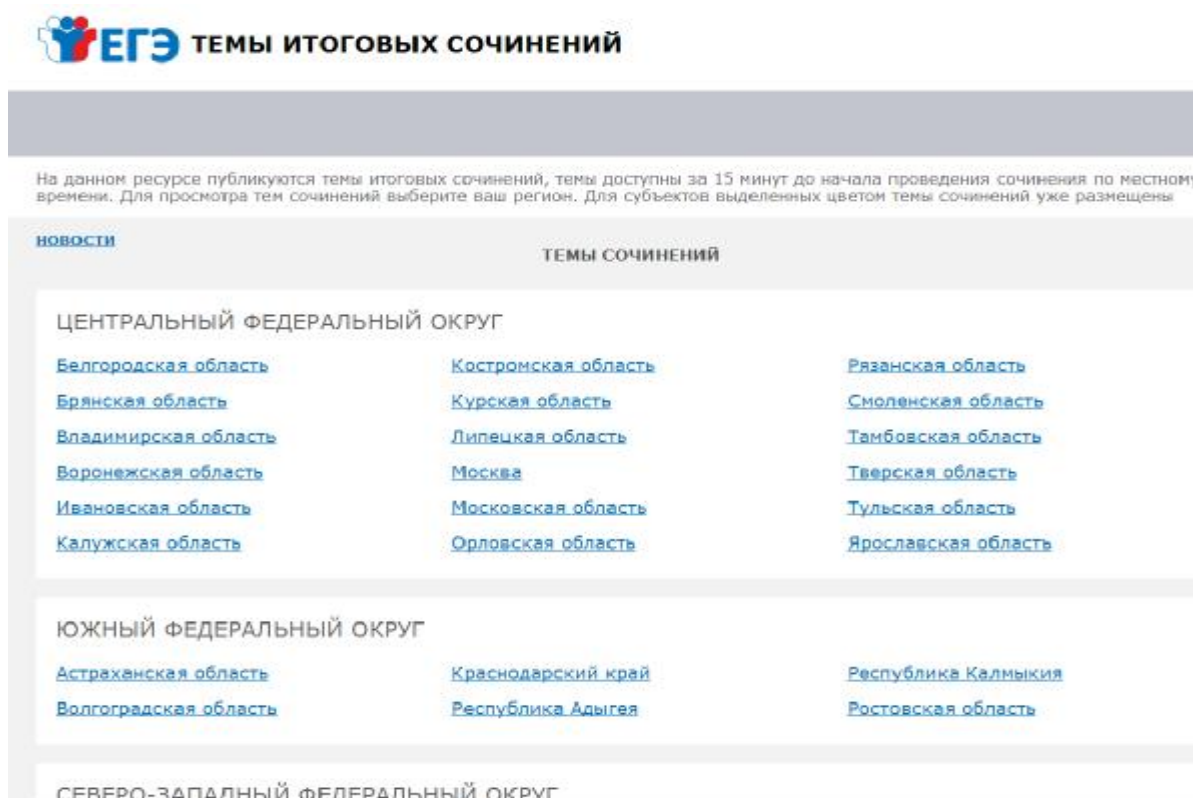 ЕГЭ ТЕМЫ ИТОГОВЫХ СОЧИНЕНИЙ
На данном ресурсе публикуются темы итоговых сочинений, темы доступны за 15 минут до начала проведения сочинения по местному
времени. Для просмотра тем сочинений выберите ваш регион. Для субъектов выделенных цветом темы сочинений уже размещены
НОВОСТИ
ТЕМЫ СОЧИНЕНИЙ
ЦЕНТРАЛЬНЫЙ ФЕДЕРАЛЬНЫЙ ОКРУГ
Белгородская область Костромская область Рязанская область
Брянская область Курская область Смоленская область
Владимирская область Липецкая область Тамбовская область
Воронежская область Москва Тверская область
Ивановская область Московская область Тульская область
Калужская область Орловская область Ярославская область
ЮЖНЫЙ ФЕДЕРАЛЬНЫЙ ОКРУГ
Астраханская область Краснодарский край Республика Калмыкия
Волгоградская область Республика Адыгея Ростовская область
СЕВЕРО-ЗАПАДНЫЙ ФЕДЕРАЛЬНЫЙ ОКРУГ